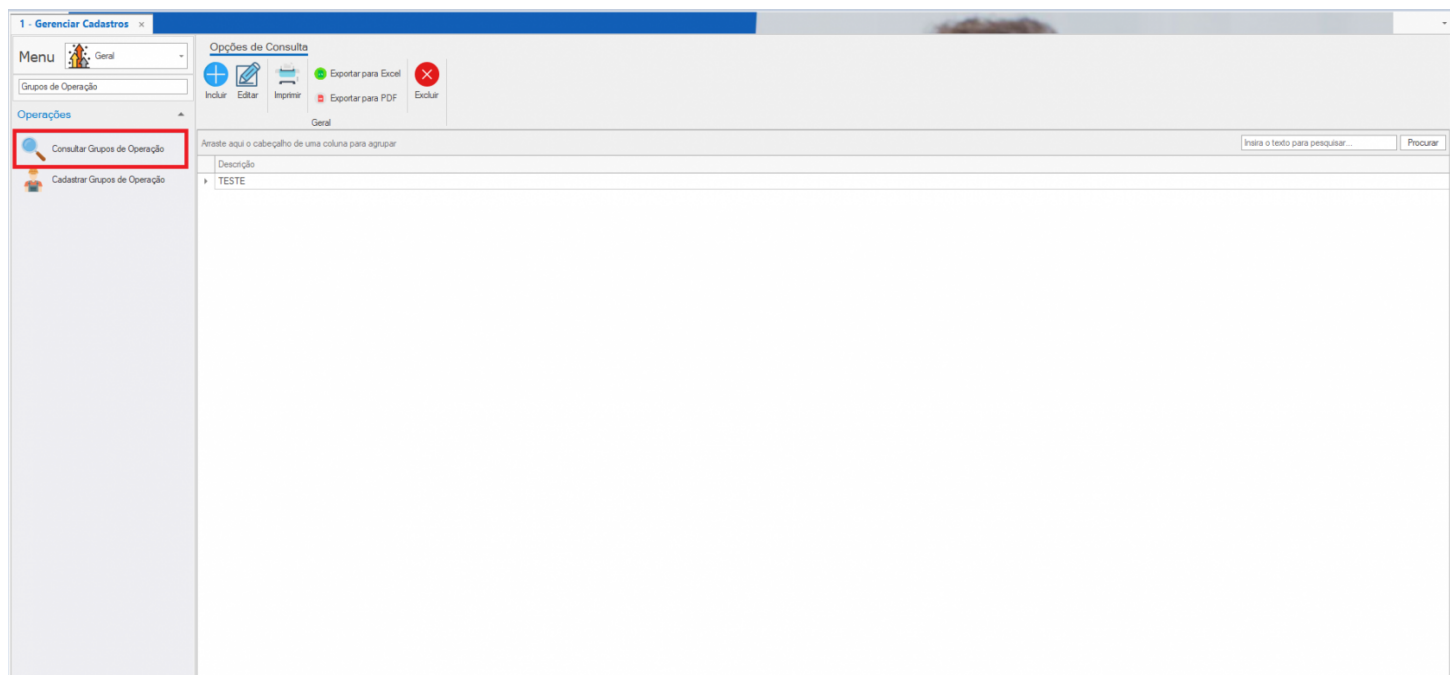 1 - Gerenciar Cadastros ×
Menu Geral
Grupos de Operação
Operações
Consultar Grupos de Operação
Cadastrar Grupos de Operação
Opções de Consulta
Incluir Editar Imprimir Exportar para Excel Exportar para PDF Excluir
Geral
Arraste aqui o cabeçalho de uma coluna para agrupar
Insira o texto para pesquisar... Procurar
Descrição
TESTE